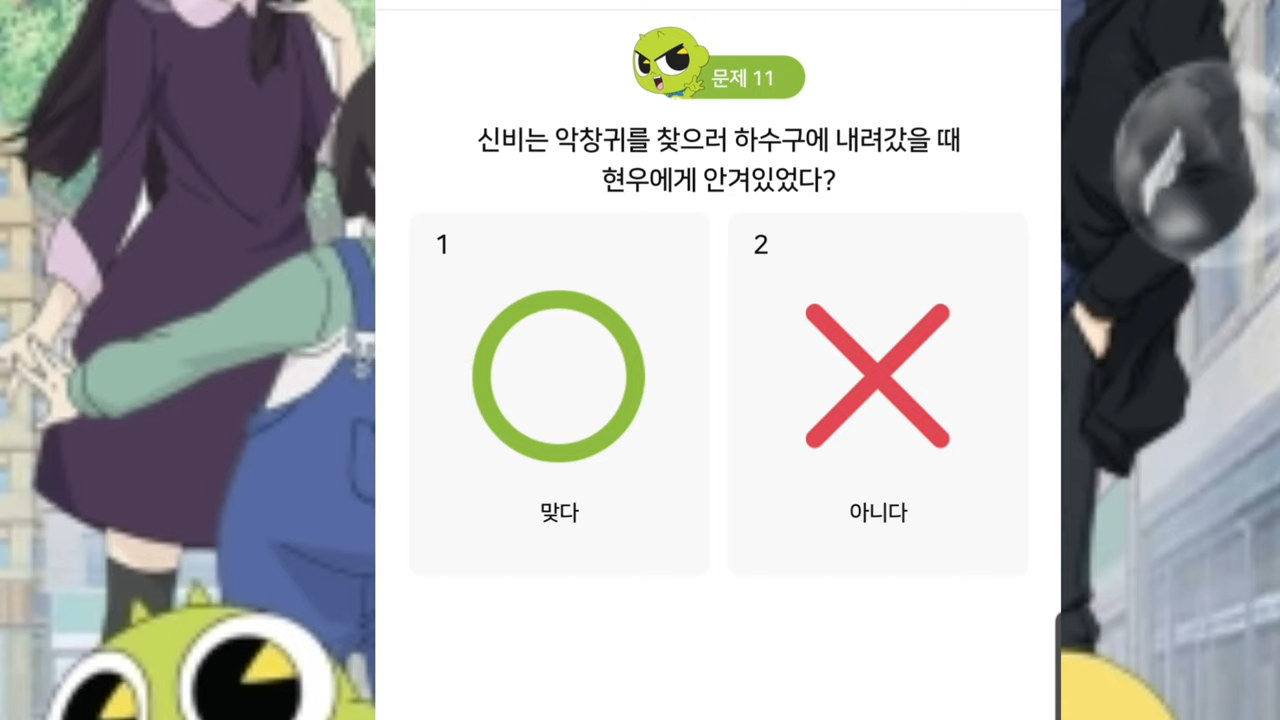 문제 11
신비는 악창귀를 찾으러 하수구에 내려갔을 때
현우에게 안겨있었다?
1
2
맞다
아니다